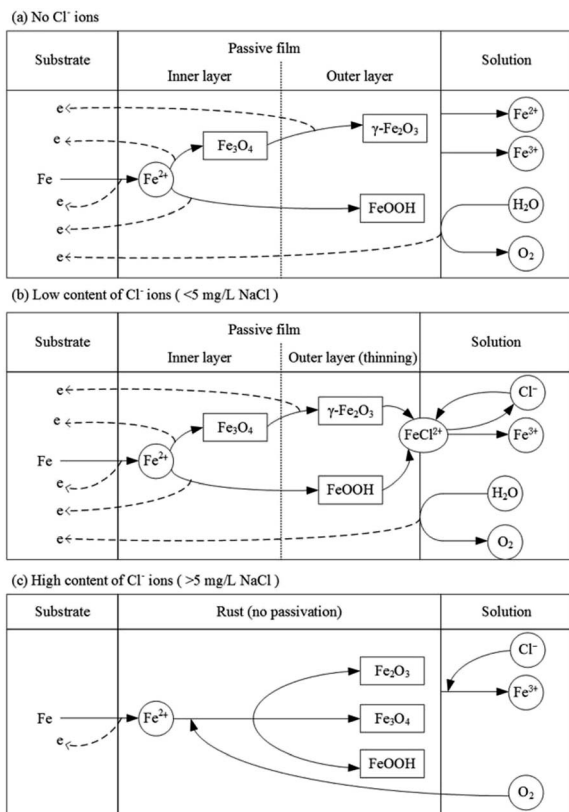 (a) No Cl⁻ ions
Substrate Passive film Solution
Inner layer Outer layer
e
e
Fe
e
e
e
Fe²⁺
Fe₃O₄
γ-Fe₂O₃
FeOOH
Fe²⁺
Fe³⁺
H₂O
O₂
(b) Low content of Cl⁻ ions ( <5 mg/L NaCl )
Substrate Passive film Solution
Inner layer Outer layer (thinning)
e
e
Fe
e
e
e
Fe²⁺
Fe₃O₄
γ-Fe₂O₃
FeOOH
FeCl²⁺
Cl⁻
Fe³⁺
H₂O
O₂
(c) High content of Cl⁻ ions ( >5 mg/L NaCl )
Substrate Rust (no passivation) Solution
Fe
e
Fe²⁺
Fe₂O₃
Fe₃O₄
FeOOH
Cl⁻
Fe³⁺
O₂